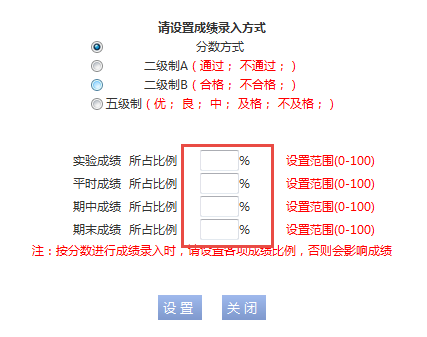 请设置成绩录入方式
分数方式
二级制A（通过； 不通过；）
二级制B（合格； 不合格；）
五级制（优； 良； 中； 及格； 不及格；）
实验成绩 所占比例 % 设置范围(0-100)
平时成绩 所占比例 % 设置范围(0-100)
期中成绩 所占比例 % 设置范围(0-100)
期末成绩 所占比例 % 设置范围(0-100)
注：按分数进行成绩录入时，请设置各项成绩比例，否则会影响成绩
设 置 关 闭